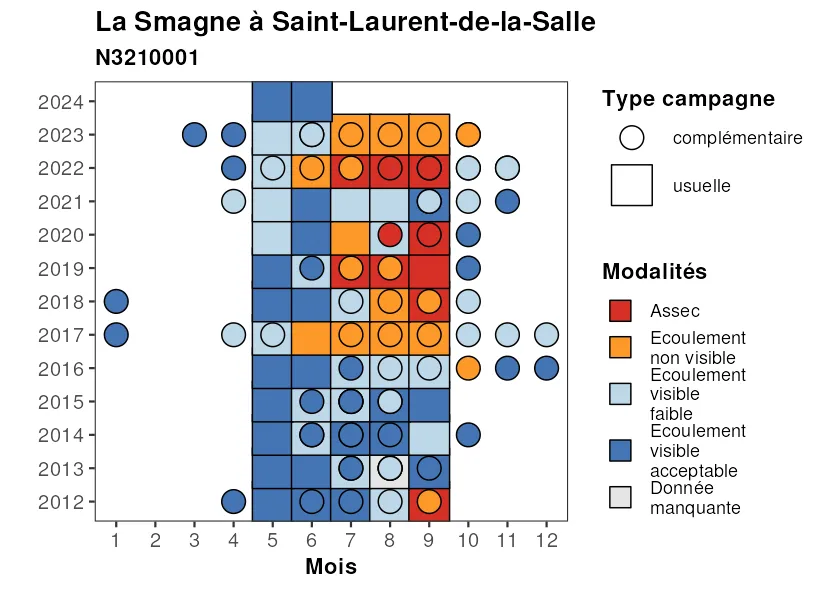 La Smagne à Saint-Laurent-de-la-Salle
N3210001
2024
2023
2022
2021
2020
2019
2018
2017
2016
2015
2014
2013
2012
1 2 3 4 5 6 7 8 9 10 11 12
Mois
Type campagne
complémentaire
usuelle
Modalités
Assec
Ecoulement
non visible
Ecoulement
visible
faible
Ecoulement
visible
acceptable
Donnée
manquante